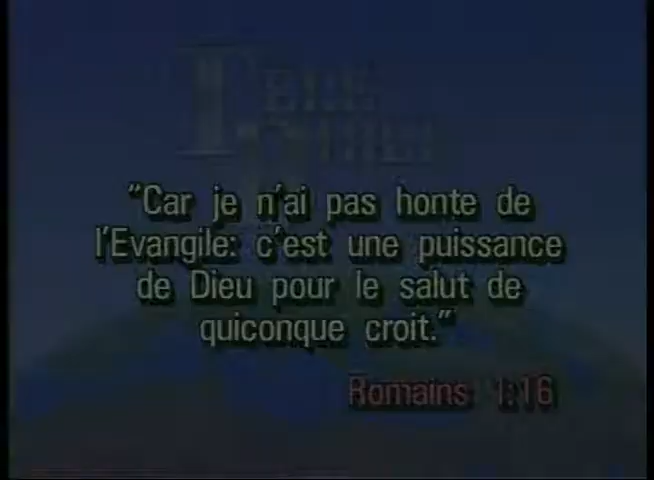 "Car je n'ai pas honte de
l'Evangile: c'est une puissance
de Dieu pour le salut de
quiconque croit."
Romains 1:16